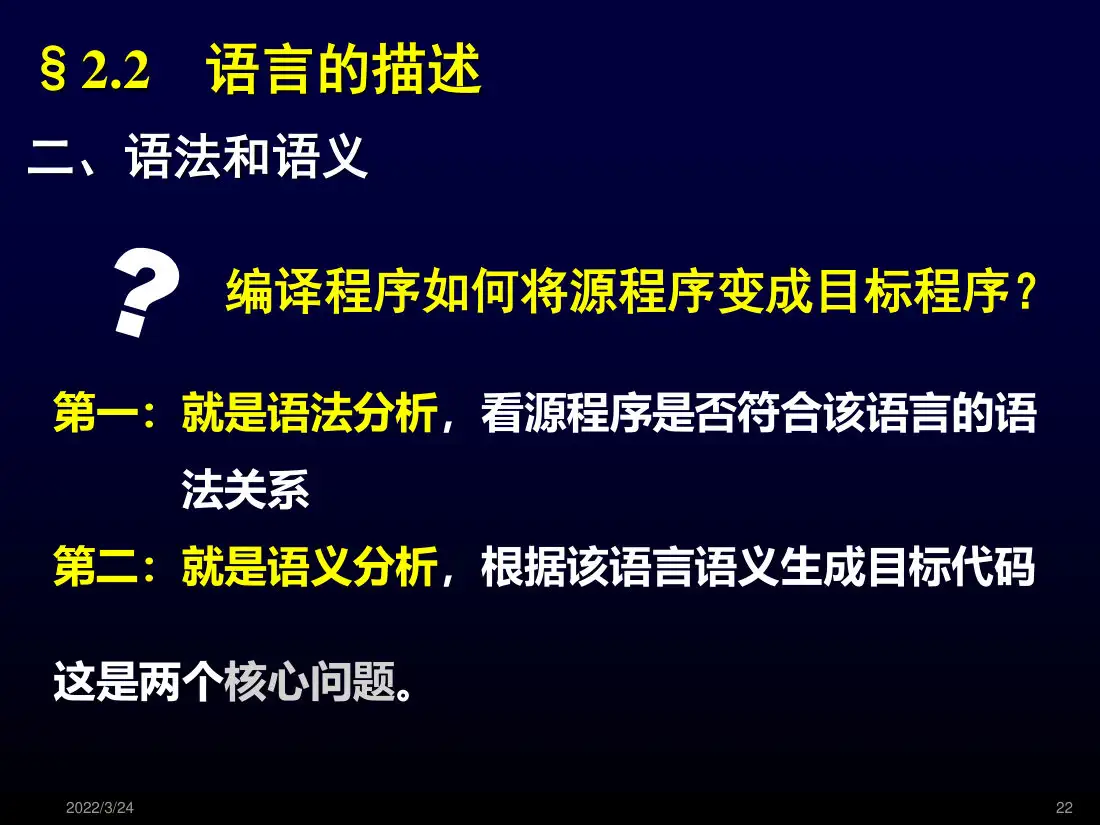 §2.2 语言的描述
二、语法和语义
? 编译程序如何将源程序变成目标程序？
第一：就是语法分析，看源程序是否符合该语言的语
法关系
第二：就是语义分析，根据该语言语义生成目标代码
这是两个核心问题。
2022/3/24 22